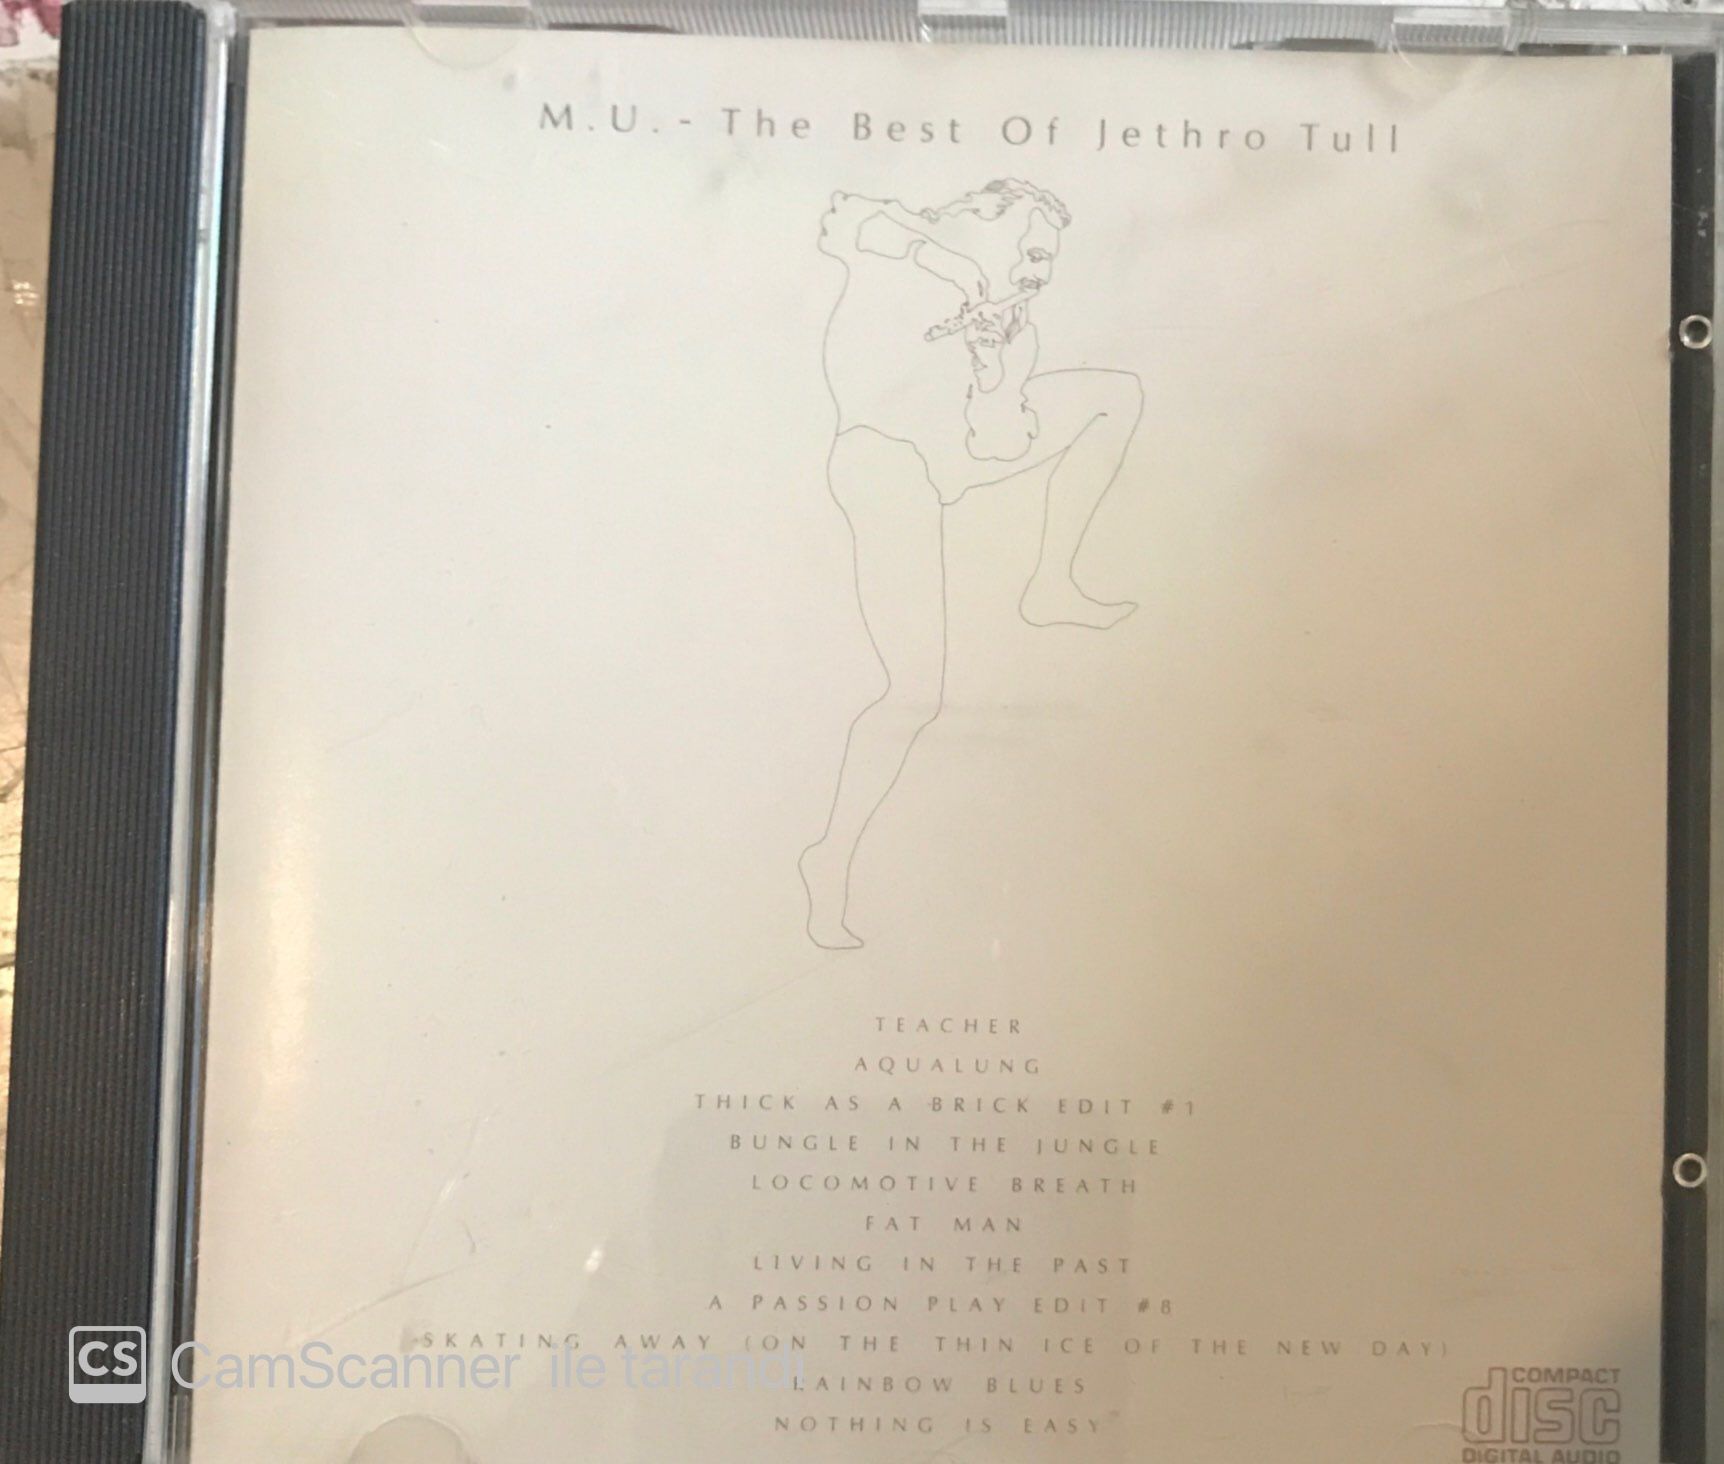 M.U.- The Best Of Jethro Tull
TEACHER
AQUALUNG
THICK AS A BRICK EDIT #1
BUNGLE IN THE JUNGLE
LOCOMOTIVE BREATH
FAT MAN
LIVING IN THE PAST
A PASSION PLAY EDIT #8
SKATING AWAY (ON THE THIN ICE OF THE NEW DAY)
RAINBOW BLUES
NOTHING IS EASY
CS CamScanner ile tarandı
COMPACT
disc
DIGITAL AUDIO